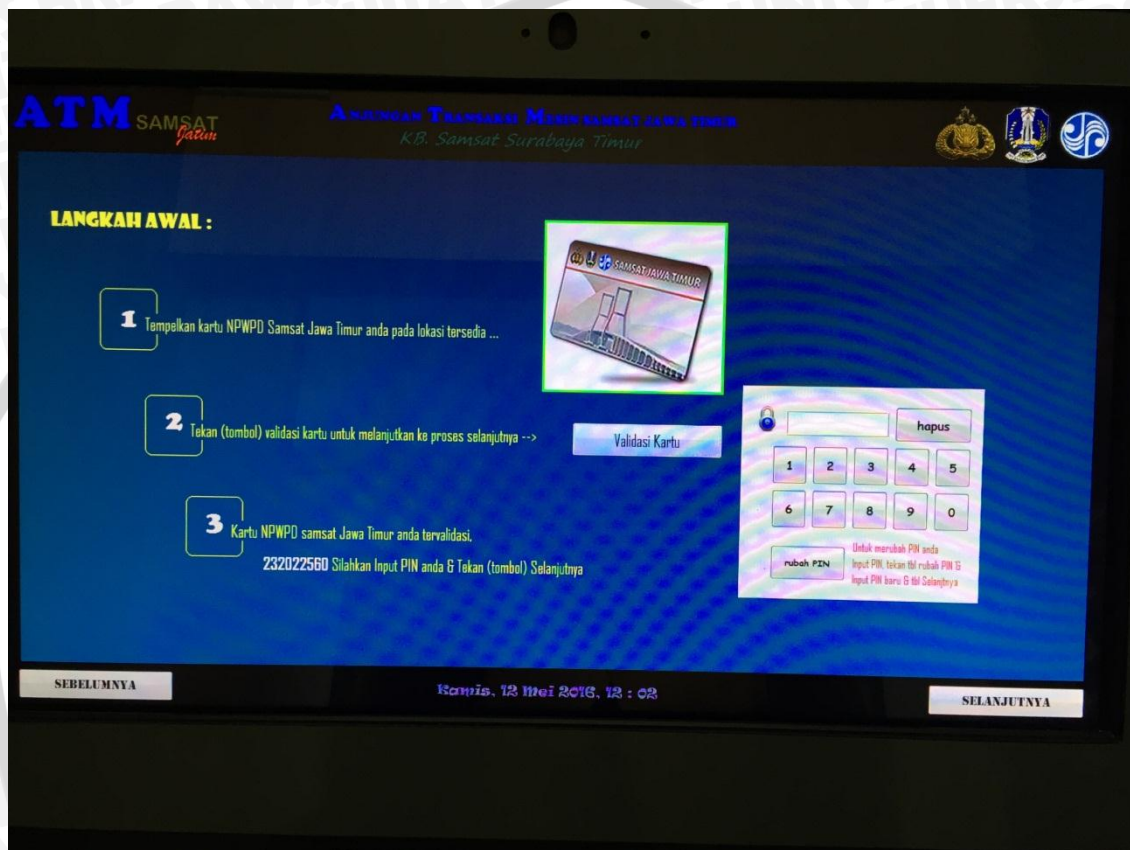 ATM SAMSAT Jatim
ANJUNGAN TRANSAKSI MESIN SAMSAT JAWA TIMUR
KB. Samsat Surabaya Timur
LANGKAH AWAL :
SAMSAT JAWA TIMUR
1 Tempelkan kartu NPWPD Samsat Jawa Timur anda pada lokasi tersedia ...
2 Tekan (tombol) validasi kartu untuk melanjutkan ke proses selanjutnya -->
Validasi Kartu
3 Kartu NPWPD samsat Jawa Timur anda tervalidasi,
232022560 Silahkan Input PIN anda & Tekan (tombol) Selanjutnya
hapus
1 2 3 4 5
6 7 8 9 0
rubah PIN
Untuk merubah PIN anda
Input PIN, tekan tbl rubah PIN &
Input PIN baru & tbl Selanjtnya
SEBELUMNYA
Kamis, 12 Mei 2016, 12 : 02
SELANJUTNYA